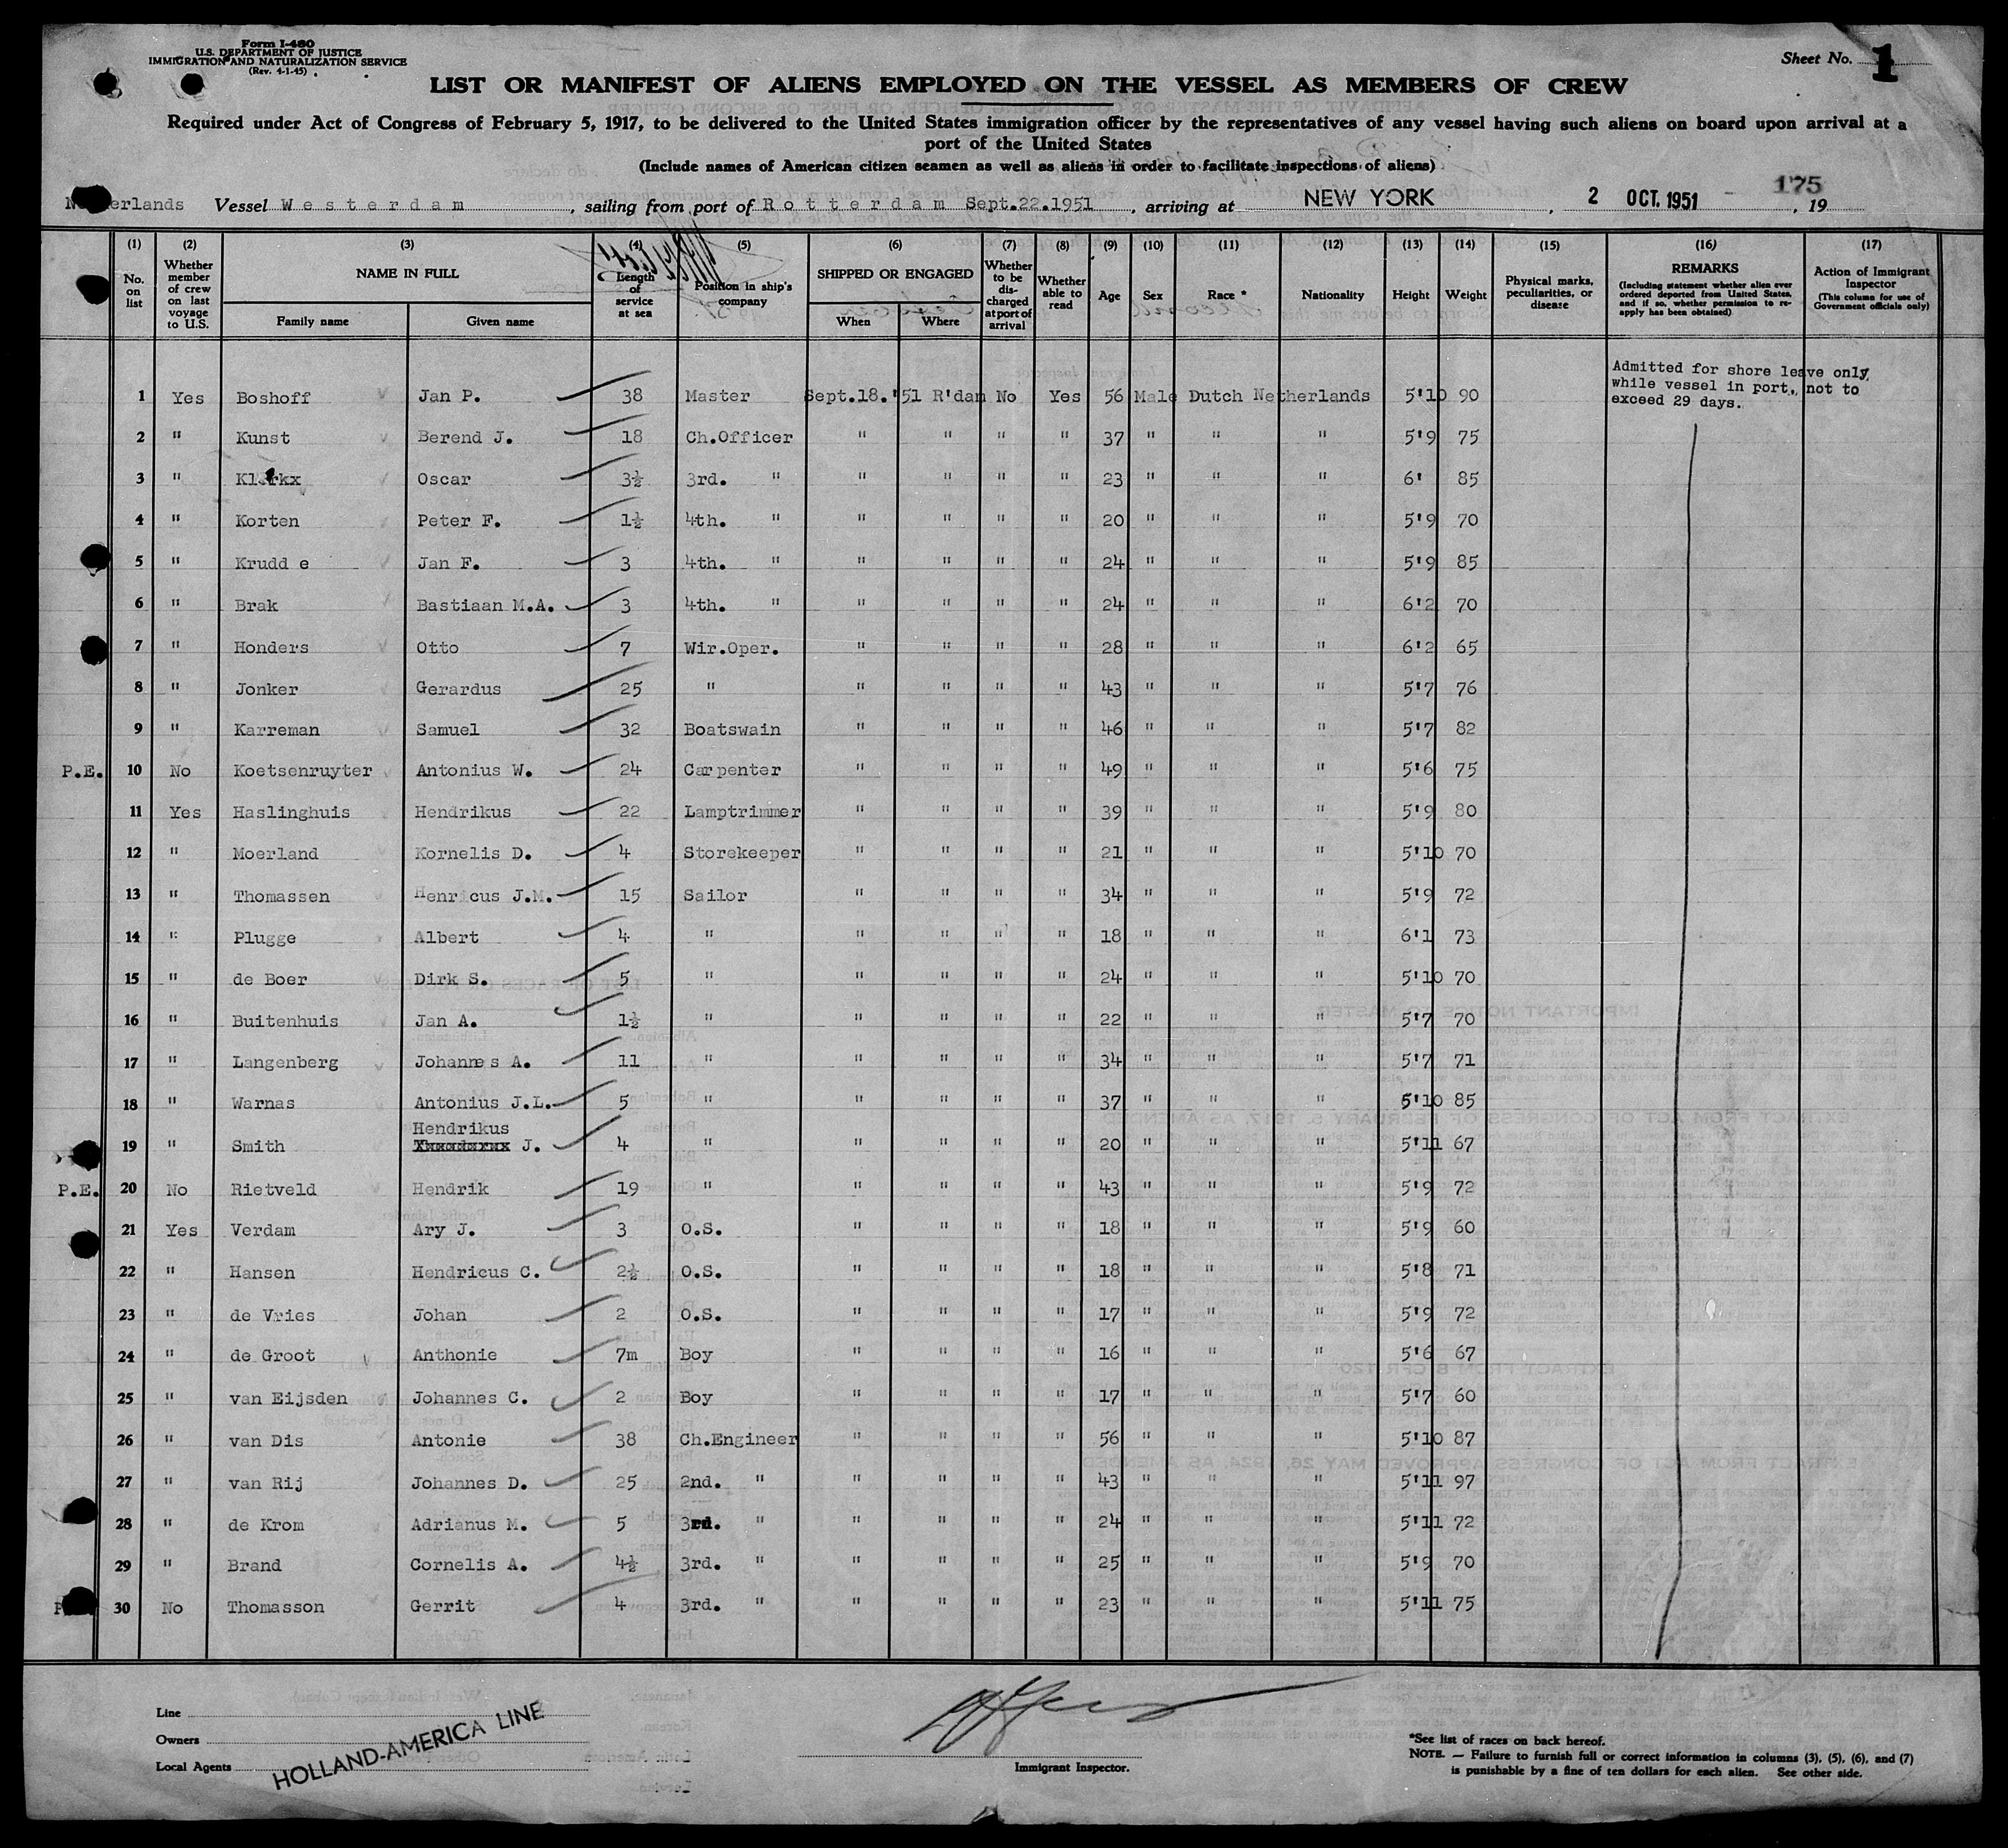 Form I-480
U.S. DEPARTMENT OF JUSTICE
IMMIGRATION AND NATURALIZATION SERVICE
(Rev. 4-1-45)
Sheet No. 1
LIST OR MANIFEST OF ALIENS EMPLOYED ON THE VESSEL AS MEMBERS OF CREW
Required under Act of Congress of February 5, 1917, to be delivered to the United States immigration officer by the representatives of any vessel having such aliens on board upon arrival at a
port of the United States
(Include names of American citizen seamen as well as aliens in order to facilitate inspections of aliens)
175
erlands Vessel Westerdam, sailing from port of Rotterdam Sept.22.1951, arriving at NEW YORK, 2 OCT. 1951, 19
(1) (2) (3) (4) (5) (6) (7) (8) (9) (10) (11) (12) (13) (14) (15) (16) (17)
No. on list
Whether member of crew on last voyage to U.S.
NAME IN FULL
Family name Given name
Length of service at sea
Position in ship's company
SHIPPED OR ENGAGED
When Where
Whether to be dis-charged at port of arrival
Whether able to read
Age
Sex
Race *
Nationality
Height
Weight
Physical marks, peculiarities, or disease
REMARKS
(Including statement whether alien ever ordered deported from United States, and if so, whether permission to re-apply has been obtained)
Action of Immigrant Inspector
(This column for use of Government officials only)
Admitted for shore leave only
while vessel in port, not to
exceed 29 days.
1 Yes Boshoff Jan P. 38 Master Sept.18.'51 R'dam No Yes 56 Male Dutch Netherlands 5'10 90
2 " Kunst Berend J. 18 Ch.Officer " " " " 37 " " " 5'9 75
3 " Oscar 3½ 3rd. " " " " " 23 " " " 6' 85
4 " Korten Peter F. 1½ 4th. " " " " " 20 " " " 5'9 70
5 " Krudd e Jan F. 3 4th. " " " " " 24 " " " 5'9 85
6 " Brak Bastiaan M.A. 3 4th. " " " " " 24 " " " 6'2 70
7 " Honders Otto 7 Wir.Oper. " " " " 28 " " " 6'2 65
8 " Jonker Gerardus 25 " " " " " 43 " " " 5'7 76
9 " Karreman Samuel 32 Boatswain " " " " 46 " " " 5'7 82
P.E. 10 No Koetsenruyter Antonius W. 24 Carpenter " " " " 49 " " " 5'6 75
11 Yes Haslinghuis Hendrikus 22 Lamptrimmer " " " " 39 " " " 5'9 80
12 " Moerland Kornelis D. 4 Storekeeper " " " " 21 " " " 5'10 70
13 " Thomassen Henricus J.M. 15 Sailor " " " " 34 " " " 5'9 72
14 " Plugge Albert 4 " " " " " 18 " " " 6'1 73
15 " de Boer Dirk S. 5 " " " " " 24 " " " 5'10 70
16 " Buitenhuis Jan A. 1½ " " " " " 22 " " " 5'7 70
17 " Langenberg Johannes A. 11 " " " " " 34 " " " 5'7 71
18 " Warnas Antonius J.L. 5 " " " " " 37 " " " 5'10 85
Hendrikus
19 " Smith J. 4 " " " " " 20 " " " 5'11 67
P.E. 20 No Rietveld Hendrik 19 " " " " " 43 " " " 5'9 72
21 Yes Verdam Ary J. 3 O.S. " " " " 18 " " " 5'9 60
22 " Hansen Hendricus C. 2½ O.S. " " " " 18 " " " 5'8 71
23 " de Vries Johan 2 O.S. " " " " 17 " " " 5'9 72
24 " de Groot Anthonie 7m Boy " " " " 16 " " " 5'6 67
25 " van Eijsden Johannes C. 2 Boy " " " " 17 " " " 5'7 60
26 " van Dis Antonie 38 Ch.Engineer " " " " 56 " " " 5'10 87
27 " van Rij Johannes D. 25 2nd. " " " " " 43 " " " 5'11 97
28 " de Krom Adrianus M. 5 3rd. " " " " " 24 " " " 5'11 72
29 " Brand Cornelis A. 4½ 3rd. " " " " " 25 " " " 5'9 70
30 No Thomasson Gerrit 4 3rd. " " " " " 23 " " " 5'11 75
Line
Owners
Local Agents
HOLLAND-AMERICA LINE
Immigrant Inspector.
*See list of races on back hereof.
NOTE. — Failure to furnish full or correct information in columns (3), (5), (6), and (7)
is punishable by a fine of ten dollars for each alien. See other side.